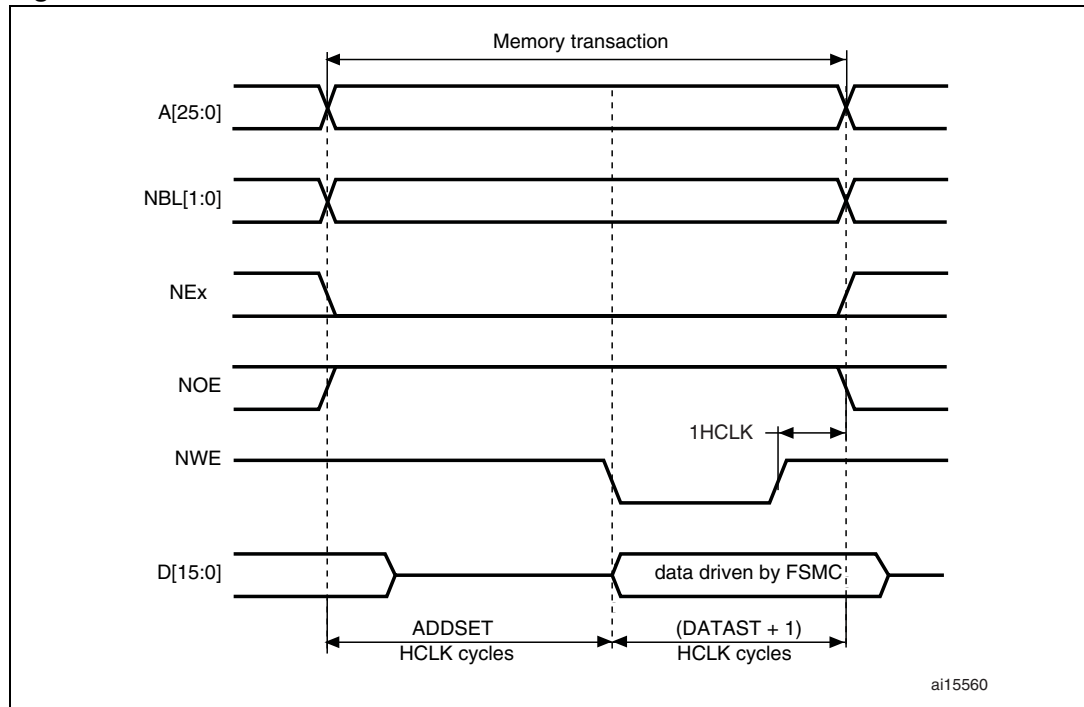 Memory transaction
A[25:0]
NBL[1:0]
NEx
NOE
1HCLK
NWE
D[15:0]
data driven by FSMC
ADDSET
HCLK cycles
(DATAST + 1)
HCLK cycles
ai15560